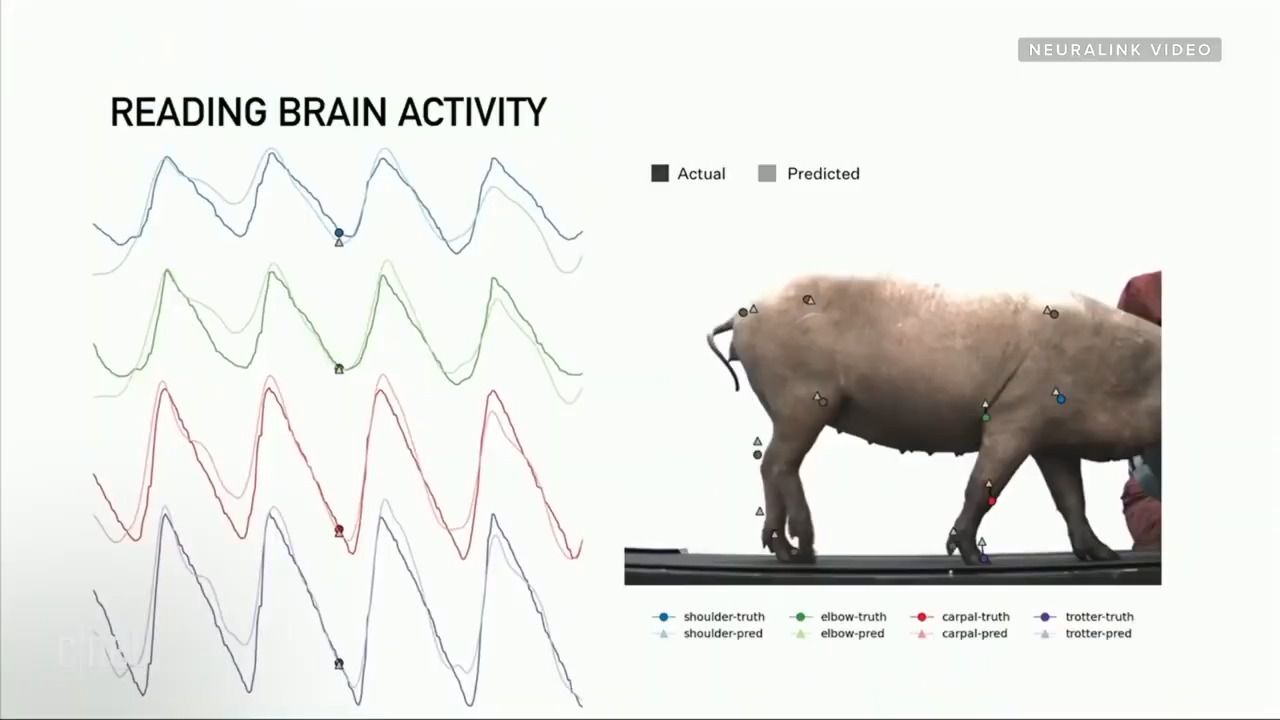 NEURALINK VIDEO
READING BRAIN ACTIVITY
Actual Predicted
shoulder-truth elbow-truth carpal-truth trotter-truth
shoulder-pred elbow-pred carpal-pred trotter-pred